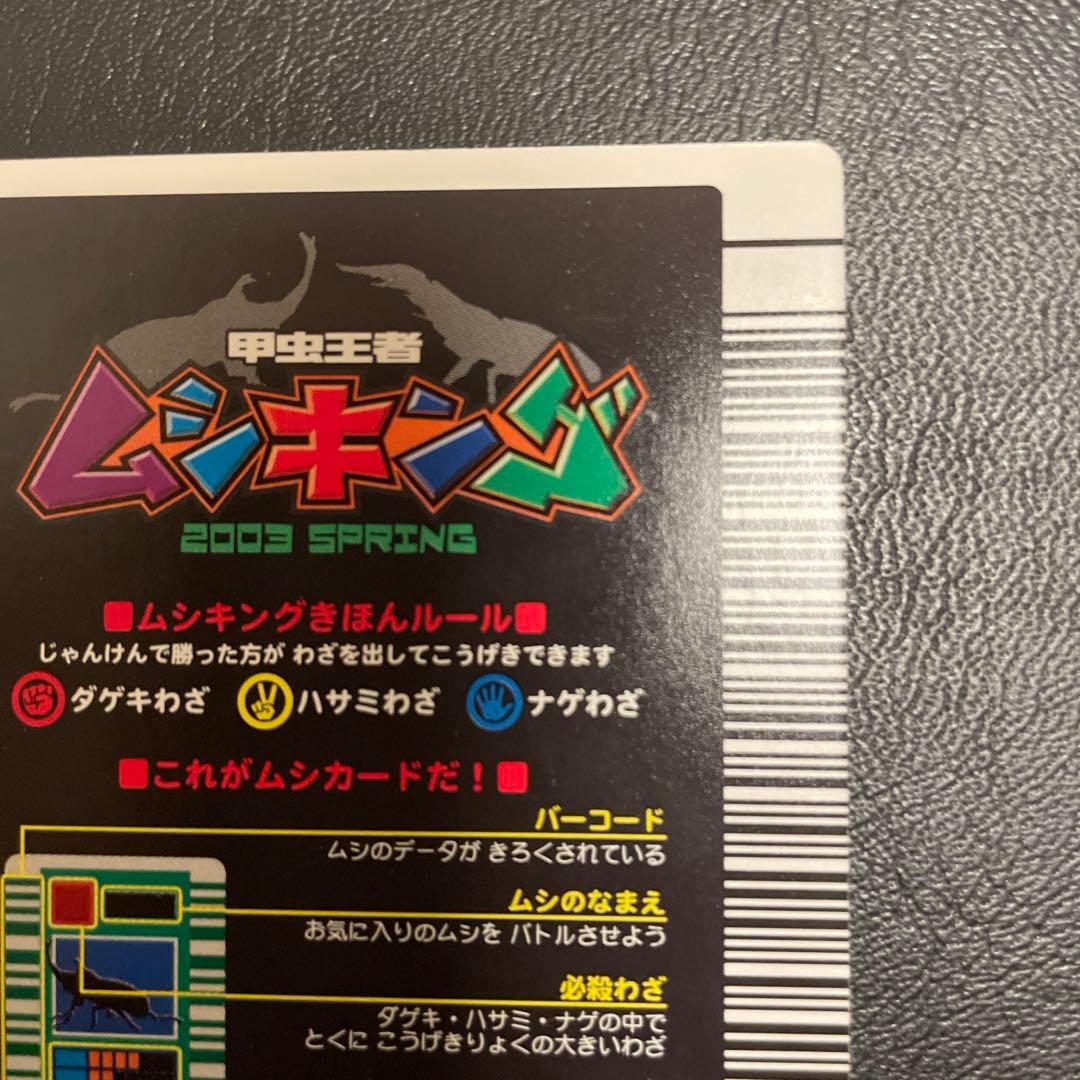 甲虫王者
ムシキング
2003 SPRING
■ムシキングきほんルール■
じゃんけんで勝った方が わざを出してこうげきできます
ダゲキわざ ハサミわざ ナゲわざ
■これがムシカードだ！■
バーコード
ムシのデータが きろくされている
ムシのなまえ
お気に入りのムシを バトルさせよう
必殺わざ
ダゲキ・ハサミ・ナゲの中で
とくに こうげきりょくの大きいわざ